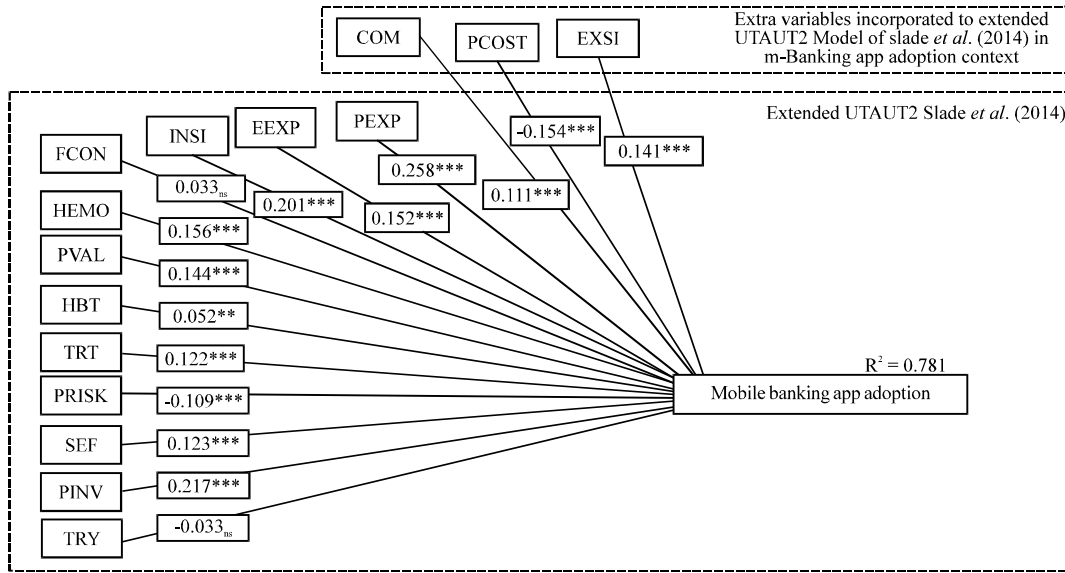 COM
PCOST
EXSI
Extra variables incorporated to extended
UTAUT2 Model of slade et al. (2014) in
m-Banking app adoption context
Extended UTAUT2 Slade et al. (2014)
INSI
EEXP
PEXP
FCON
HEMO
PVAL
HBT
TRT
PRISK
SEF
PINV
TRY
-0.154***
0.141***
0.258***
0.111***
0.033ns
0.201***
0.152***
0.156***
0.144***
0.052**
0.122***
-0.109***
0.123***
0.217***
-0.033ns
R² = 0.781
Mobile banking app adoption